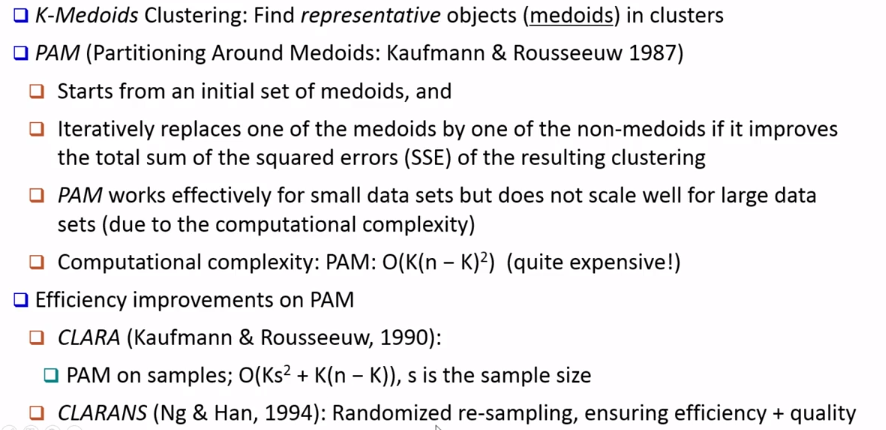 K-Medoids Clustering: Find representative objects (medoids) in clusters
PAM (Partitioning Around Medoids: Kaufmann & Rousseeuw 1987)
Starts from an initial set of medoids, and
Iteratively replaces one of the medoids by one of the non-medoids if it improves
the total sum of the squared errors (SSE) of the resulting clustering
PAM works effectively for small data sets but does not scale well for large data
sets (due to the computational complexity)
Computational complexity: PAM: O(K(n − K)²) (quite expensive!)
Efficiency improvements on PAM
CLARA (Kaufmann & Rousseeuw, 1990):
PAM on samples; O(Ks² + K(n − K)), s is the sample size
CLARANS (Ng & Han, 1994): Randomized re-sampling, ensuring efficiency + quality